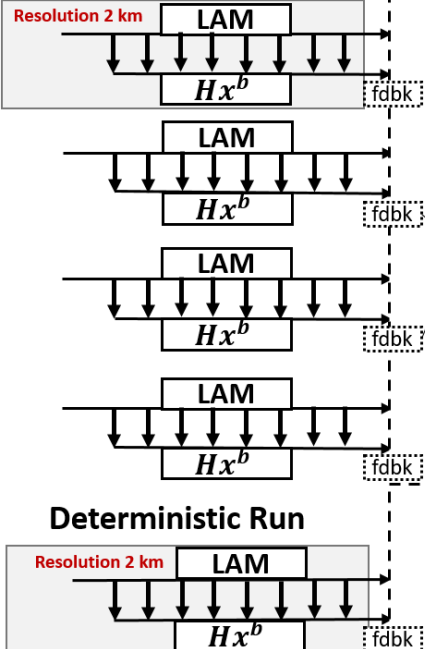 Resolution 2 km
LAM
Hx^b
fdbk
LAM
Hx^b
fdbk
LAM
Hx^b
fdbk
LAM
Hx^b
fdbk
Deterministic Run
Resolution 2 km
LAM
Hx^b
fdbk